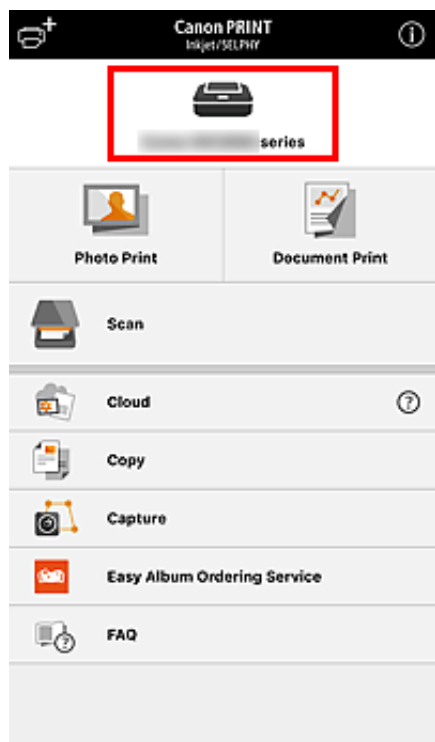 Canon PRINT
Inkjet/SELPHY
series
Photo Print
Document Print
Scan
Cloud
Copy
Capture
Easy Album Ordering Service
FAQ